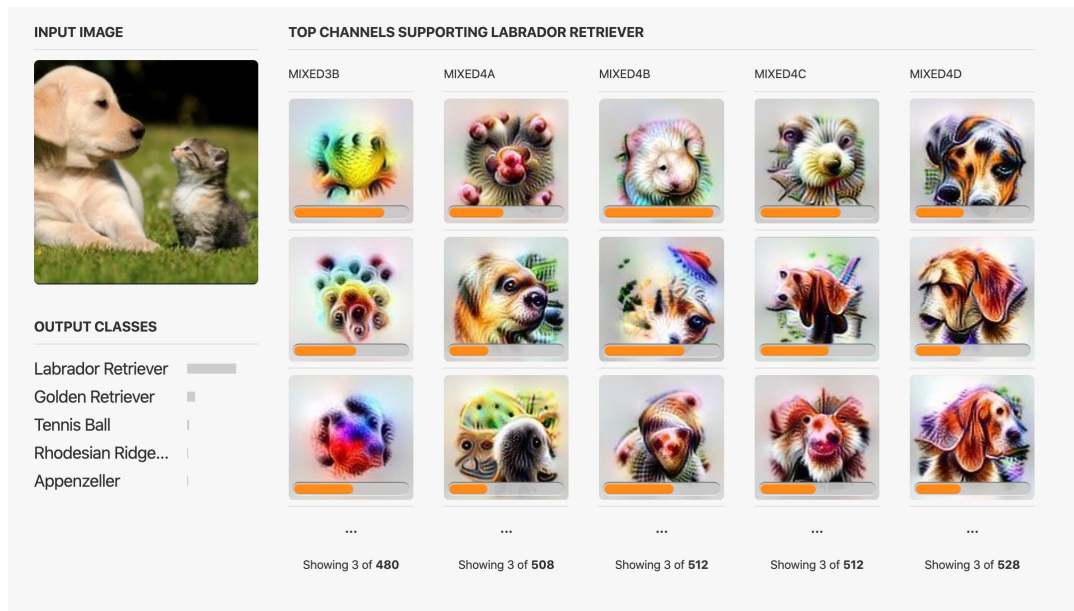 INPUT IMAGE
OUTPUT CLASSES
Labrador Retriever
Golden Retriever
Tennis Ball
Rhodesian Ridge...
Appenzeller
TOP CHANNELS SUPPORTING LABRADOR RETRIEVER
MIXED3B
MIXED4A
MIXED4B
MIXED4C
MIXED4D
... ... ... ... ...
Showing 3 of 480
Showing 3 of 508
Showing 3 of 512
Showing 3 of 512
Showing 3 of 528